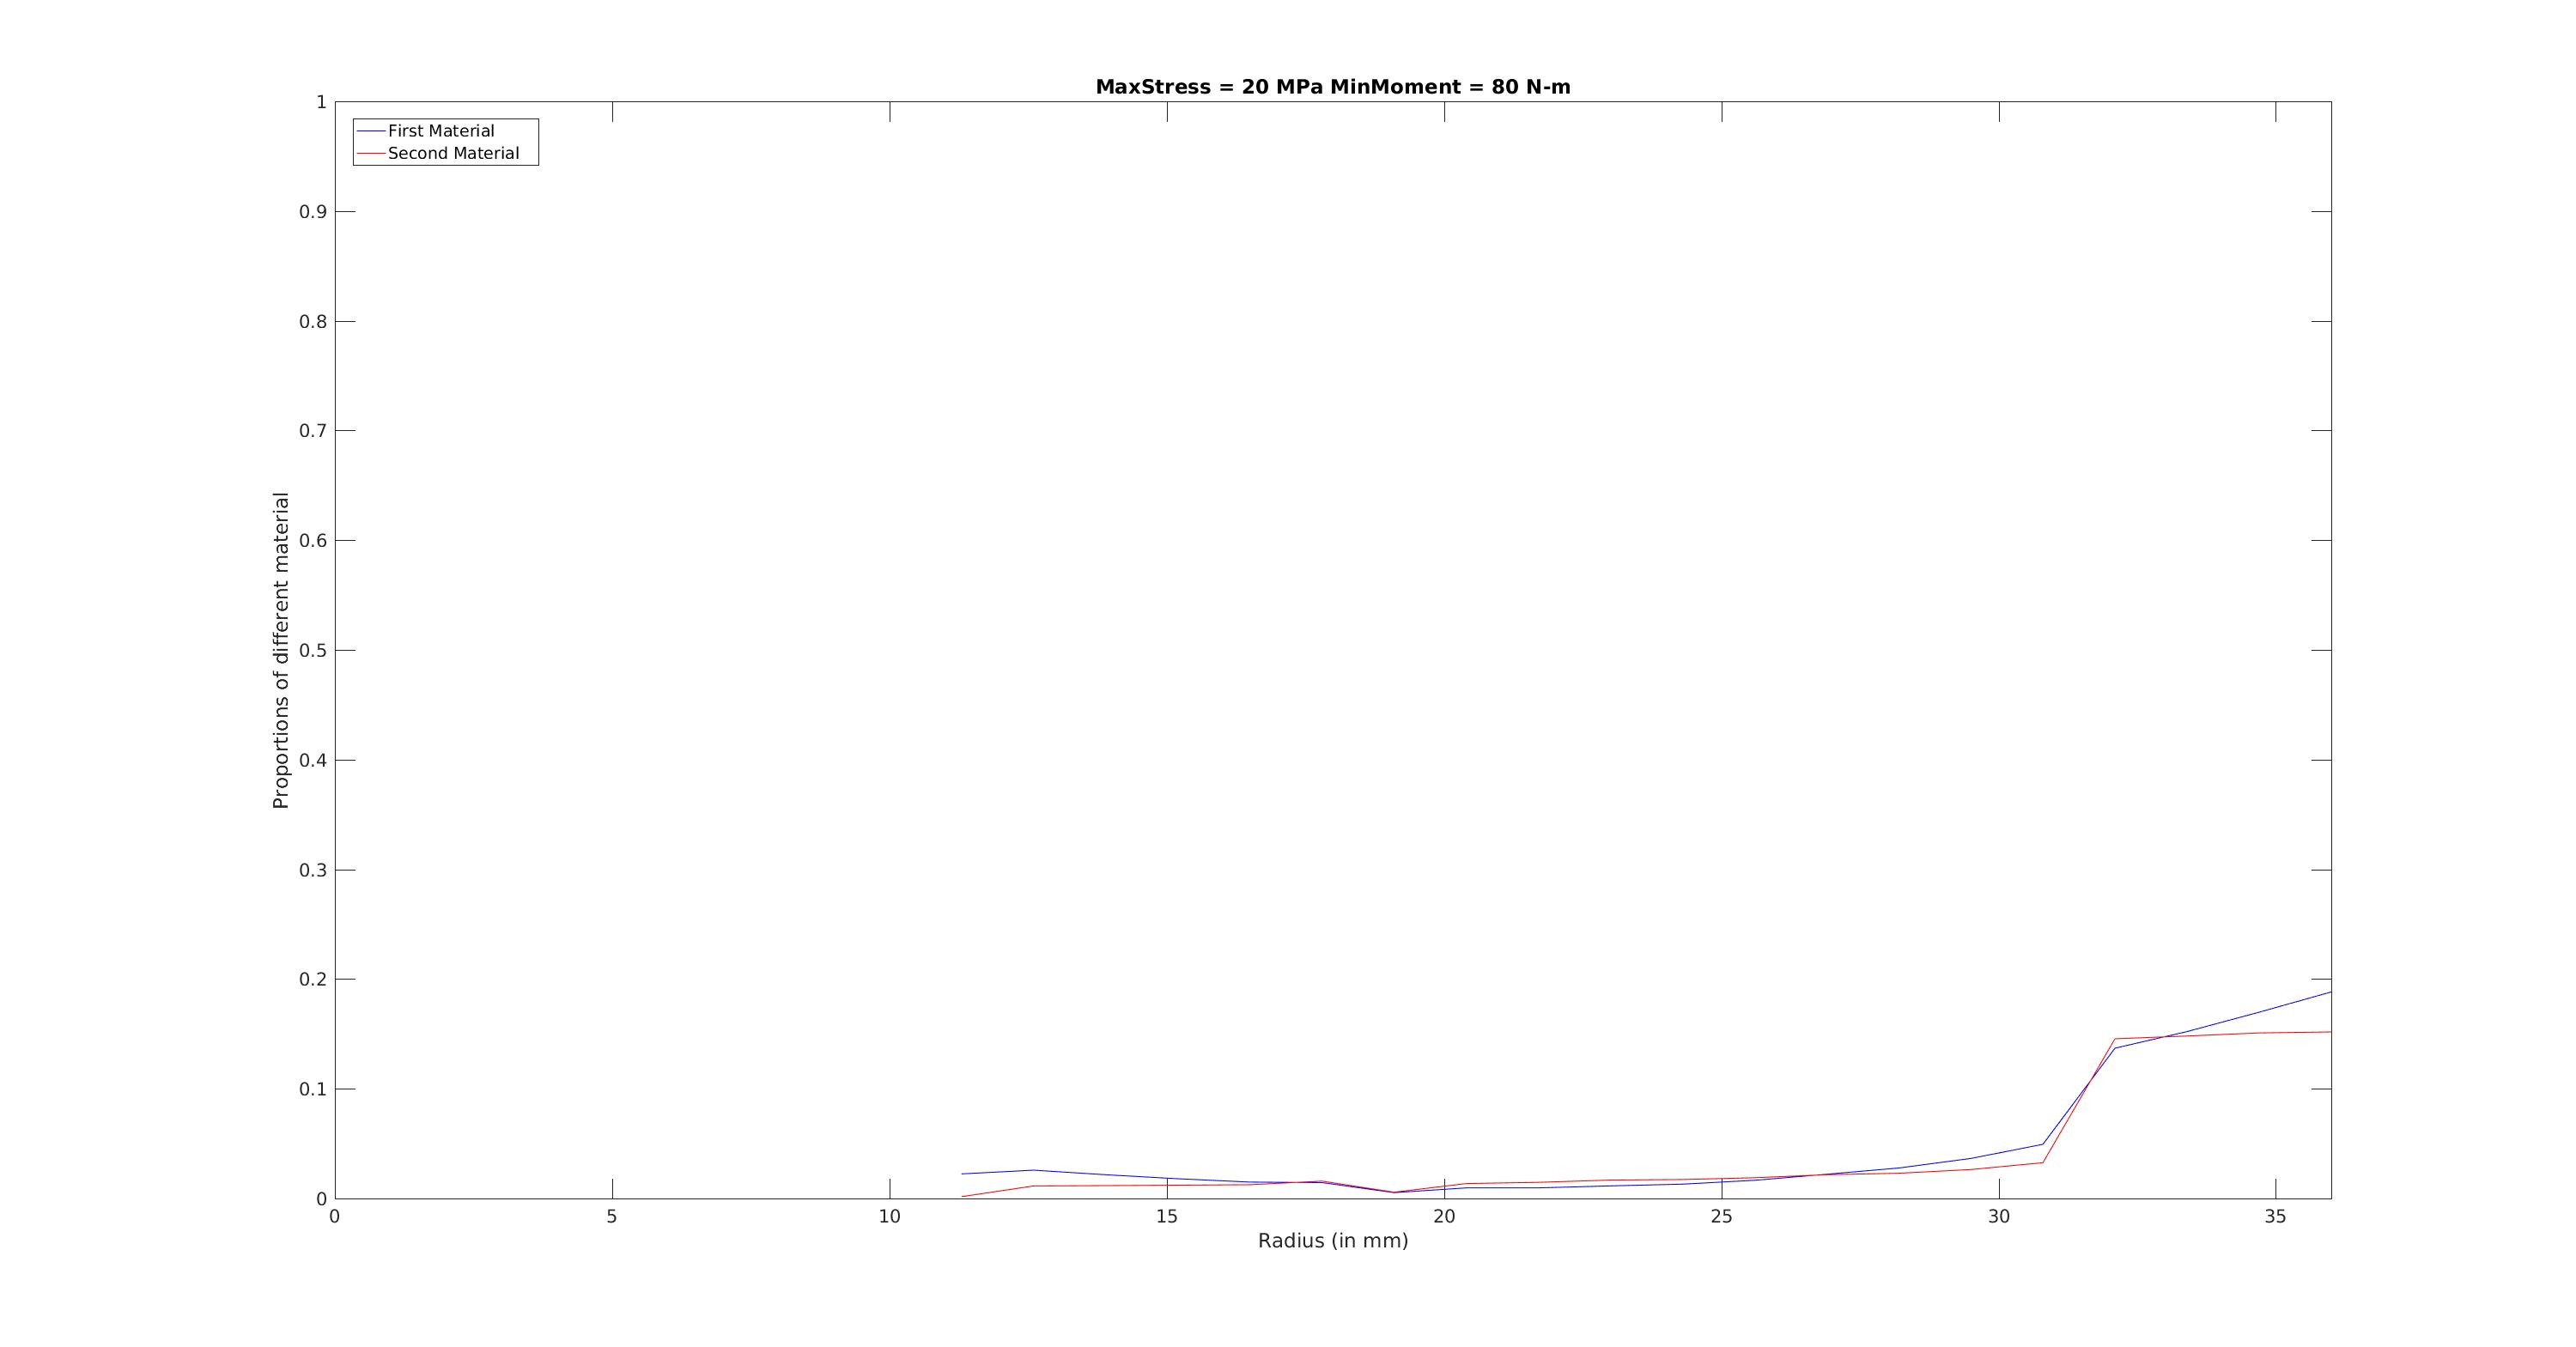 MaxStress = 20 MPa MinMoment = 80 N-m
First Material
Second Material
1
0.9
0.8
0.7
0.6
0.5
0.4
0.3
0.2
0.1
0
Proportions of different material
0 5 10 15 20 25 30 35
Radius (in mm)